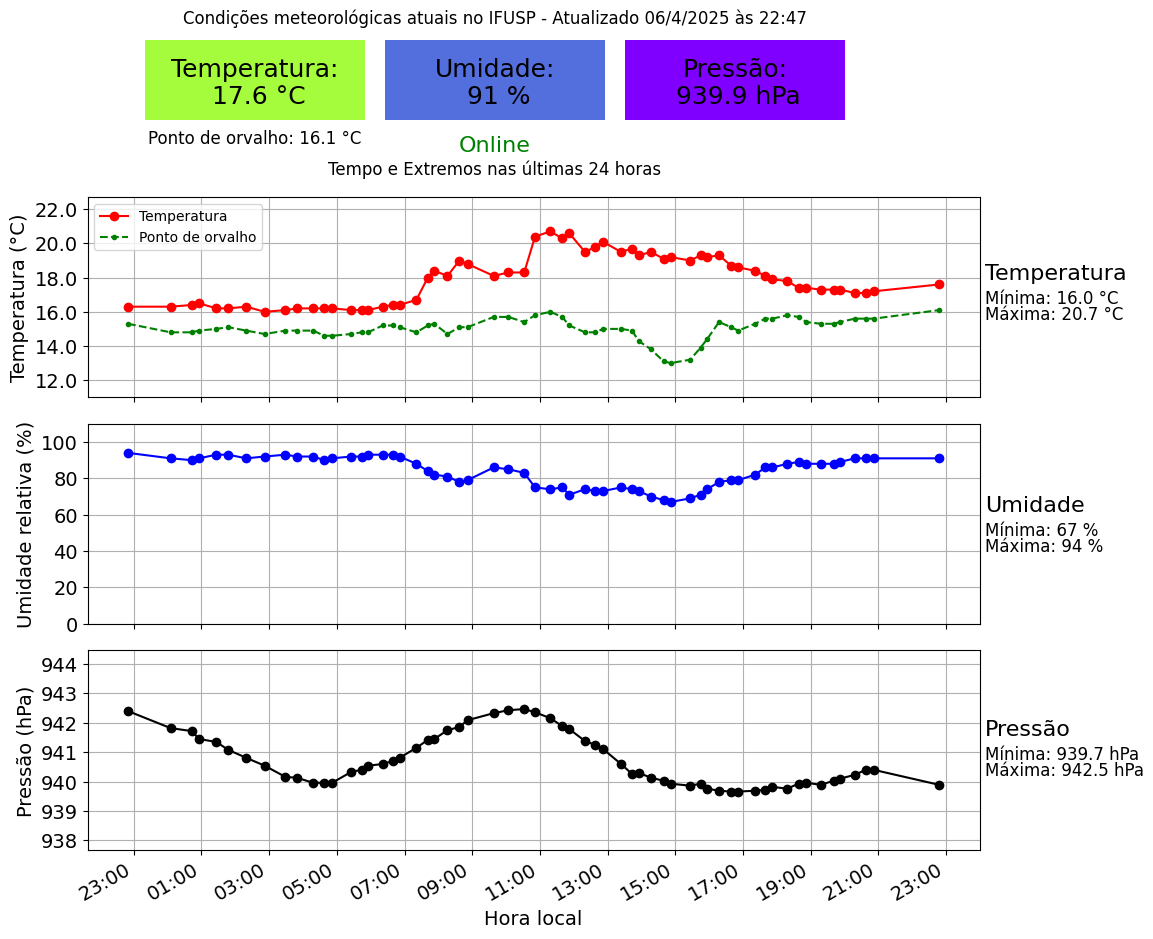 Condições meteorológicas atuais no IFUSP - Atualizado 06/4/2025 às 22:47
Temperatura:
17.6 °C
Umidade:
91 %
Pressão:
939.9 hPa
Ponto de orvalho: 16.1 °C
Online
Tempo e Extremos nas últimas 24 horas
Temperatura (°C)
22.0
20.0
18.0
16.0
14.0
12.0
Temperatura
Ponto de orvalho
Temperatura
Mínima: 16.0 °C
Máxima: 20.7 °C
Umidade relativa (%)
100
80
60
40
20
0
Umidade
Mínima: 67 %
Máxima: 94 %
Pressão (hPa)
944
943
942
941
940
939
938
Pressão
Mínima: 939.7 hPa
Máxima: 942.5 hPa
23:00
01:00
03:00
05:00
07:00
09:00
11:00
13:00
15:00
17:00
19:00
21:00
23:00
Hora local